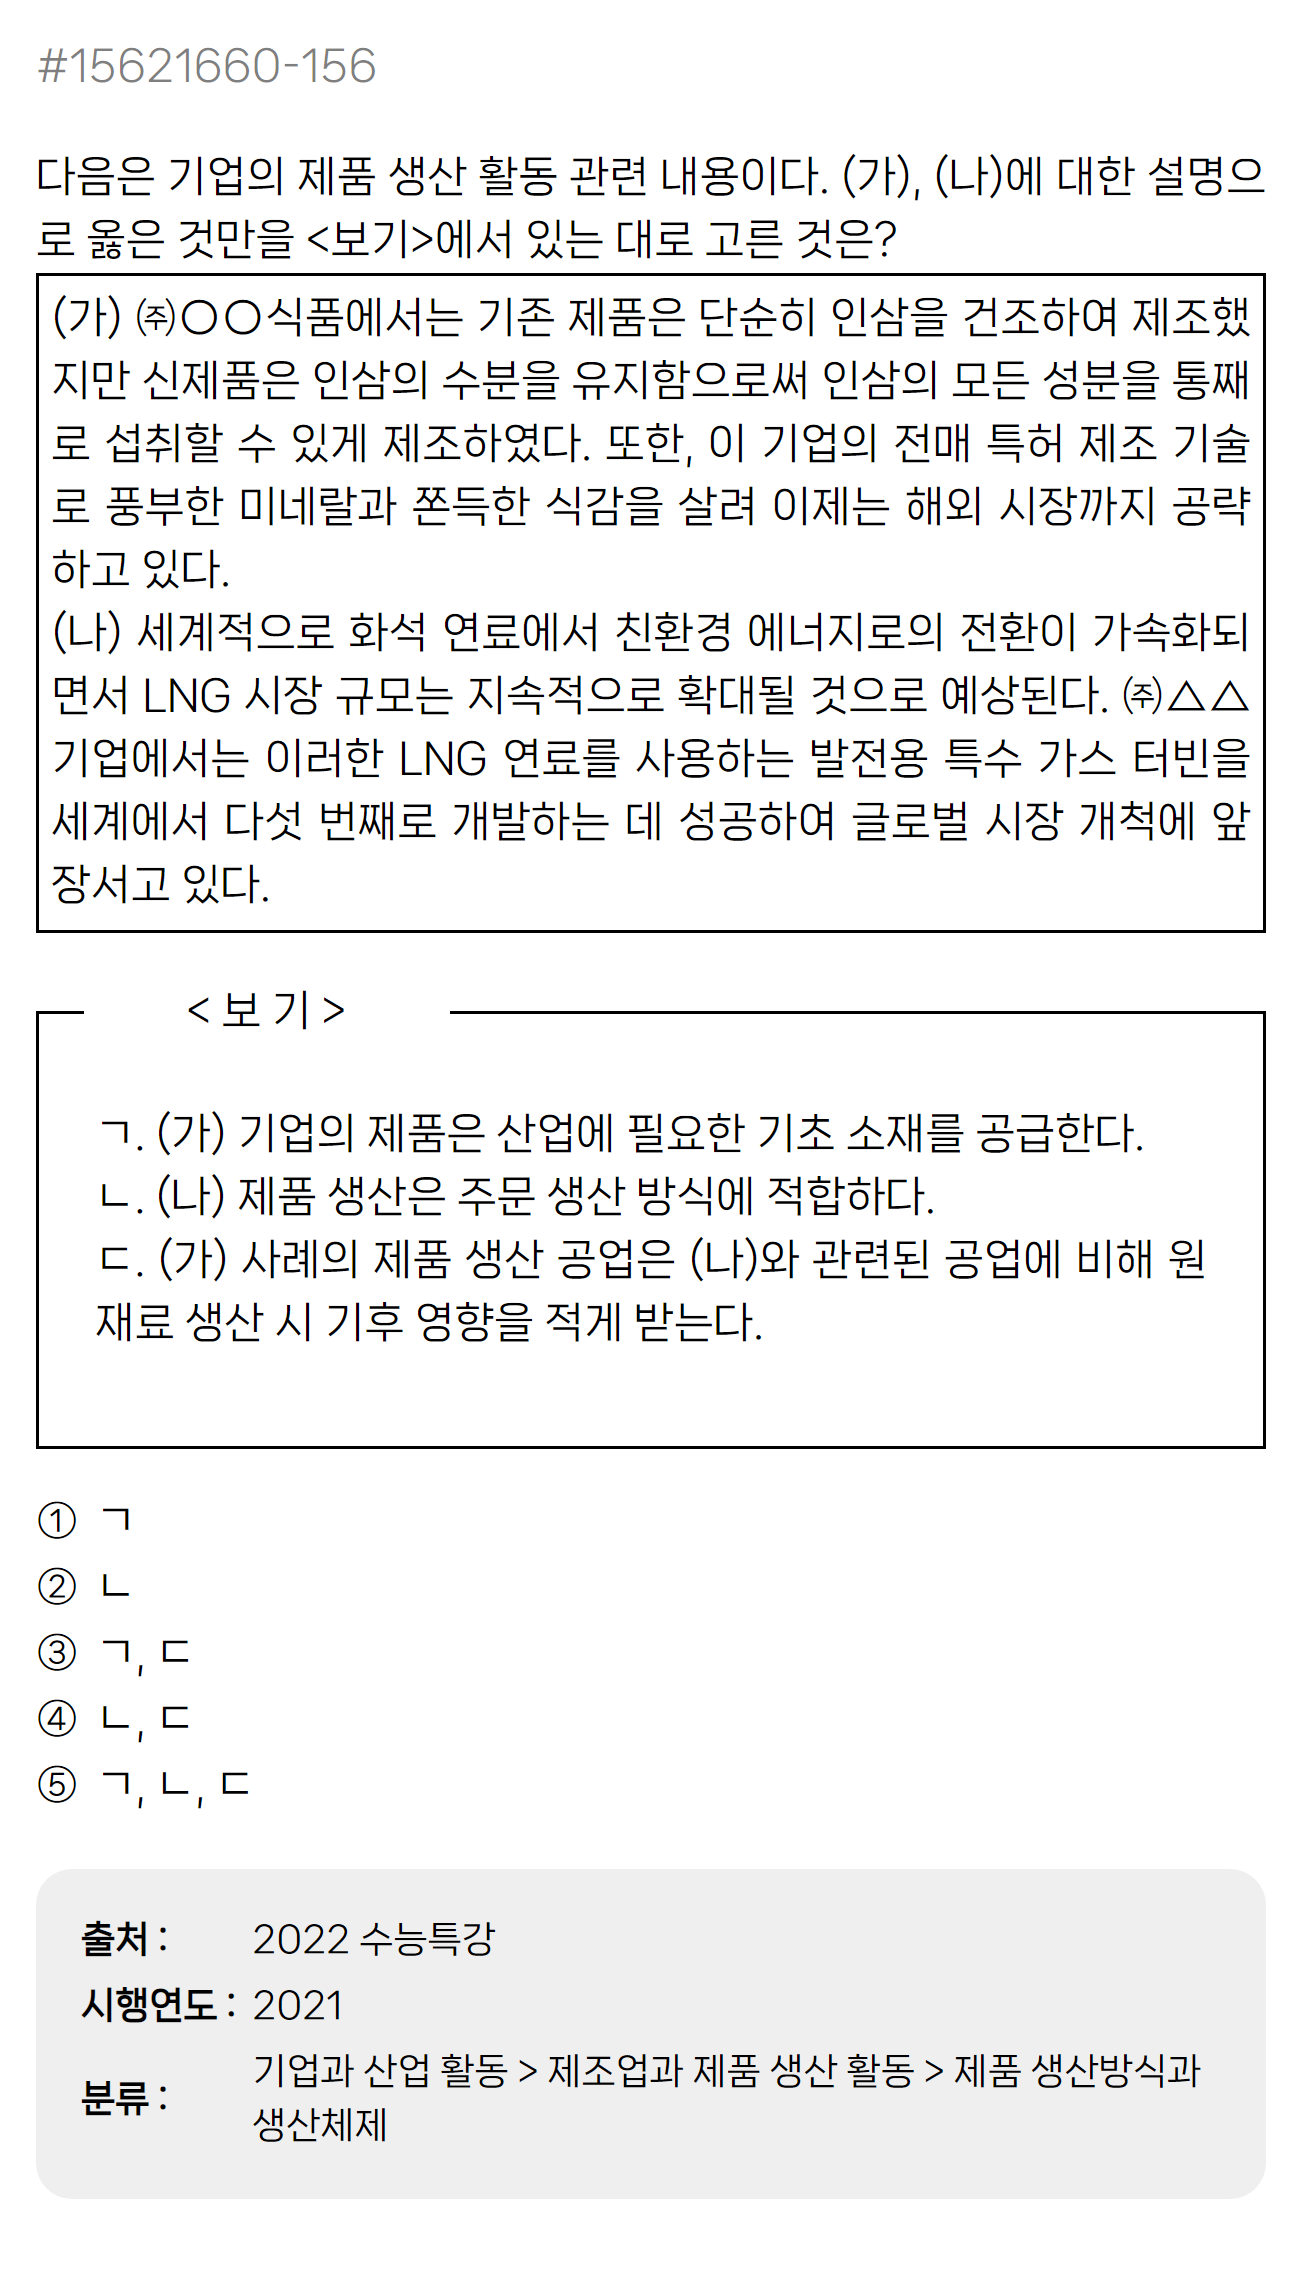 #15621660-156
다음은 기업의 제품 생산 활동 관련 내용이다. (가), (나)에 대한 설명으
로 옳은 것만을 <보기>에서 있는 대로 고른 것은?
(가) ㈜○○식품에서는 기존 제품은 단순히 인삼을 건조하여 제조했
지만 신제품은 인삼의 수분을 유지함으로써 인삼의 모든 성분을 통째
로 섭취할 수 있게 제조하였다. 또한, 이 기업의 전매 특허 제조 기술
로 풍부한 미네랄과 쫀득한 식감을 살려 이제는 해외 시장까지 공략
하고 있다.
(나) 세계적으로 화석 연료에서 친환경 에너지로의 전환이 가속화되
면서 LNG 시장 규모는 지속적으로 확대될 것으로 예상된다. ㈜△△
기업에서는 이러한 LNG 연료를 사용하는 발전용 특수 가스 터빈을
세계에서 다섯 번째로 개발하는 데 성공하여 글로벌 시장 개척에 앞
장서고 있다.
< 보 기 >
ㄱ. (가) 기업의 제품은 산업에 필요한 기초 소재를 공급한다.
ㄴ. (나) 제품 생산은 주문 생산 방식에 적합하다.
ㄷ. (가) 사례의 제품 생산 공업은 (나)와 관련된 공업에 비해 원
재료 생산 시 기후 영향을 적게 받는다.
① ㄱ
② ㄴ
③ ㄱ, ㄷ
④ ㄴ, ㄷ
⑤ ㄱ, ㄴ, ㄷ
출처 : 2022 수능특강
시행연도 : 2021
분류 : 기업과 산업 활동 > 제조업과 제품 생산 활동 > 제품 생산방식과
생산체제